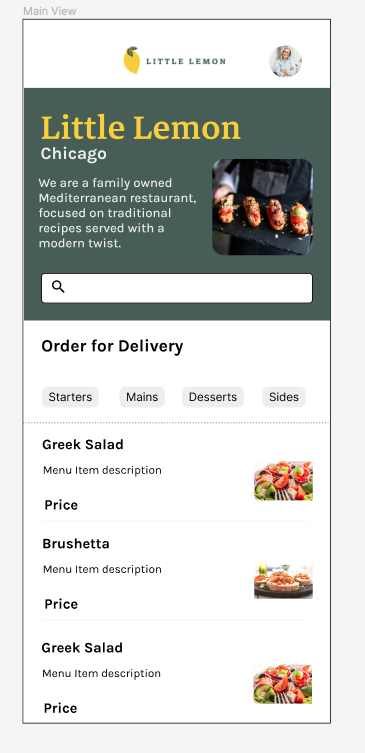 Main View
LITTLE LEMON
Little Lemon
Chicago
We are a family owned
Mediterranean restaurant,
focused on traditional
recipes served with a
modern twist.
Order for Delivery
Starters Mains Desserts Sides
Greek Salad
Menu Item description
Price
Brushetta
Menu Item description
Price
Greek Salad
Menu Item description
Price